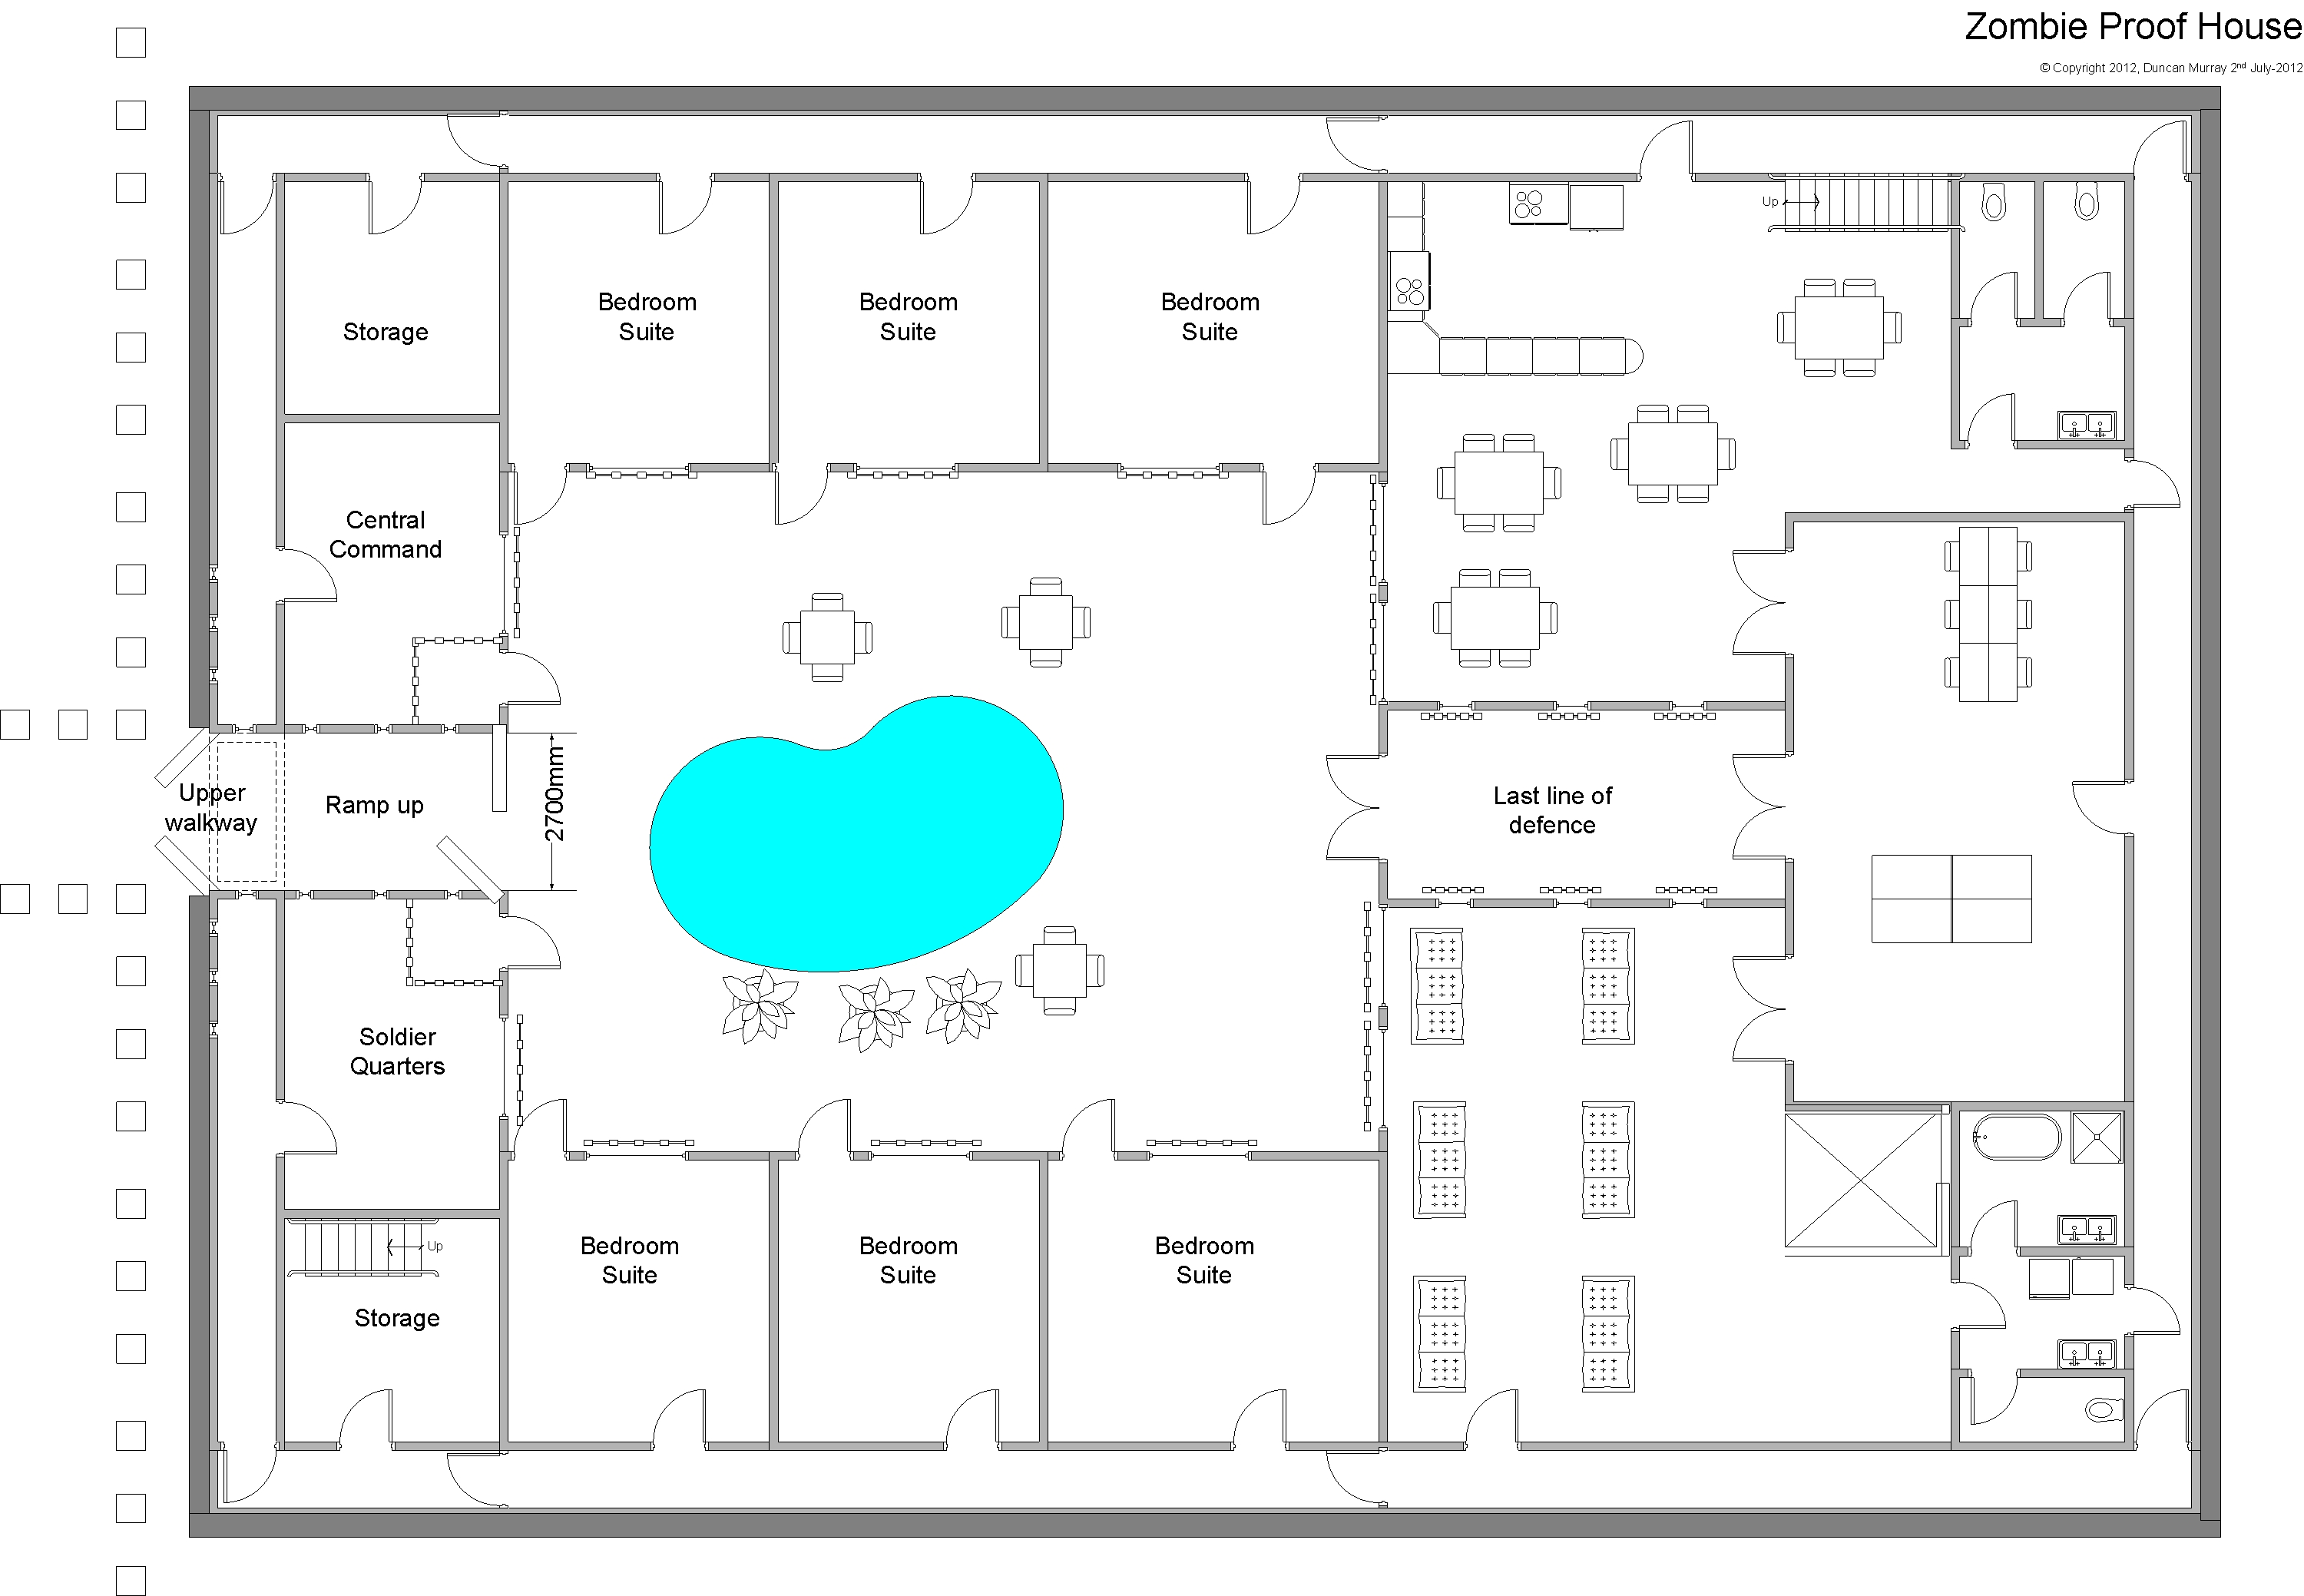 Zombie Proof House
© Copyright 2012, Duncan Murray 2nd July-2012
Up
Bedroom
Suite
Bedroom
Suite
Bedroom
Suite
Storage
Central
Command
2700mm
Upper
walkway
Ramp up
Last line of
defence
Soldier
Quarters
Up
Bedroom
Suite
Bedroom
Suite
Bedroom
Suite
Storage